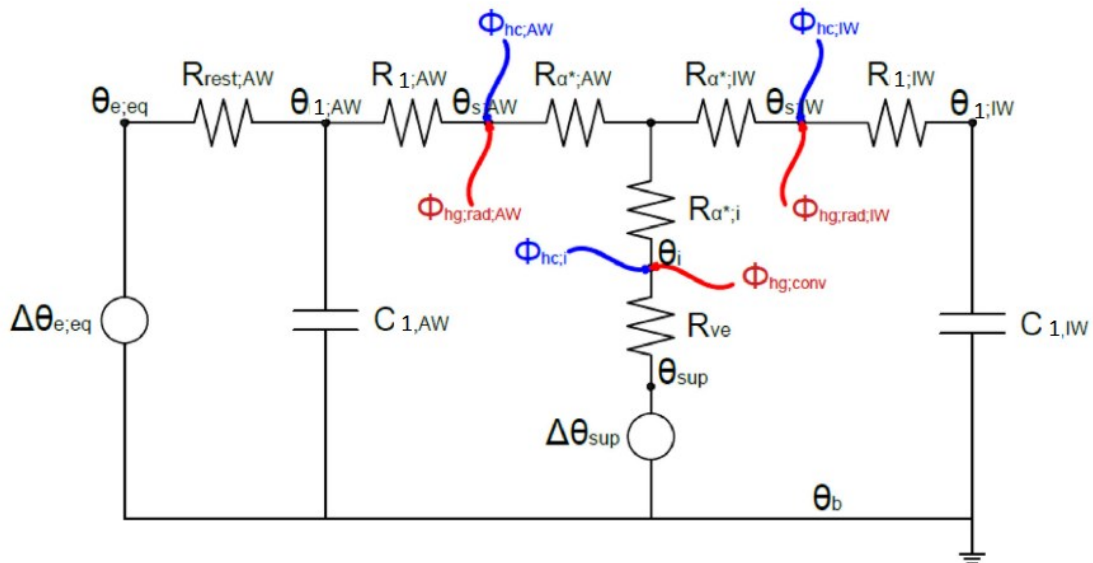 Φhc;AW
Φhc;IW
Rrest;AW
R1;AW
Rα*;AW
Rα*;IW
R1;IW
θe;eq
θ1;AW
θs;AW
θs;IW
θ1;IW
Φhg;rad;AW
Rα*;i
Φhg;rad;IW
Φhc;i
θi
Φhg;conv
Δθe;eq
C1,AW
Rve
C1,IW
θsup
Δθsup
θb